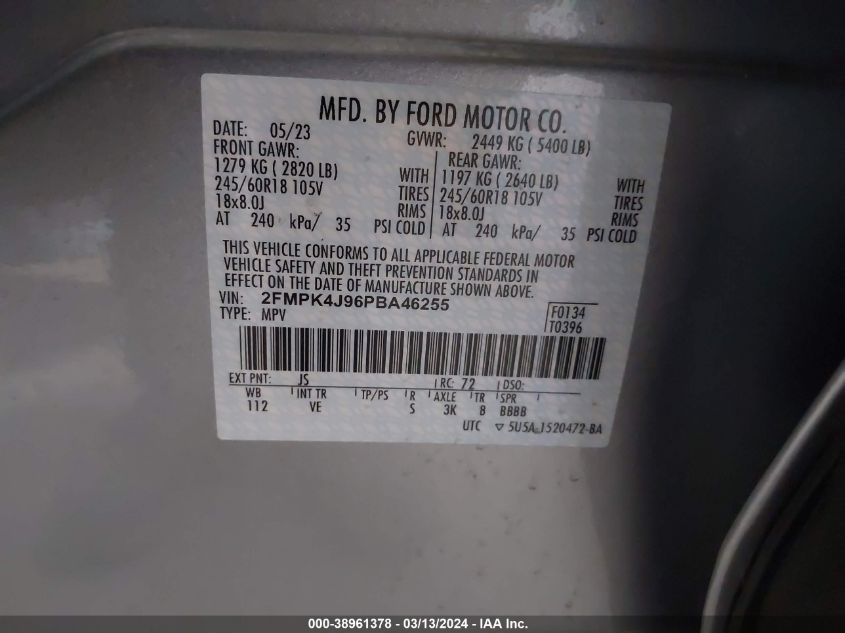 MFD. BY FORD MOTOR CO.
DATE: 05/23 GVWR: 2449 KG ( 5400 LB)
FRONT GAWR: REAR GAWR:
1279 KG ( 2820 LB) WITH 1197 KG ( 2640 LB) WITH
245/60R18 105V TIRES 245/60R18 105V TIRES
18x8.0J RIMS 18x8.0J RIMS
AT 240 kPa/ 35 PSI COLD AT 240 kPa/ 35 PSI COLD
THIS VEHICLE CONFORMS TO ALL APPLICABLE FEDERAL MOTOR
VEHICLE SAFETY AND THEFT PREVENTION STANDARDS IN
EFFECT ON THE DATE OF MANUFACTURE SHOWN ABOVE.
VIN: 2FMPK4J96PBA46255 F0134
TYPE: MPV T0396
EXT PNT: JS RC: 72 DSO:
WB INT TR TP/PS R AXLE TR SPR
112 VE S 3K 8 BBBB
UTC ▽ 5U5A-1520472-BA
000-38961378 - 03/13/2024 - IAA Inc.